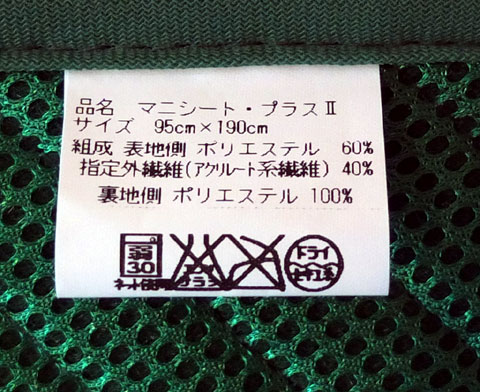 品名 マニシート・プラスⅡ
サイズ 95cm×190cm
組成 表地側 ポリエステル 60%
指定外繊維(アクリレート系繊維) 40%
裏地側 ポリエステル 100%
弱
30
ネット使用
ドライ